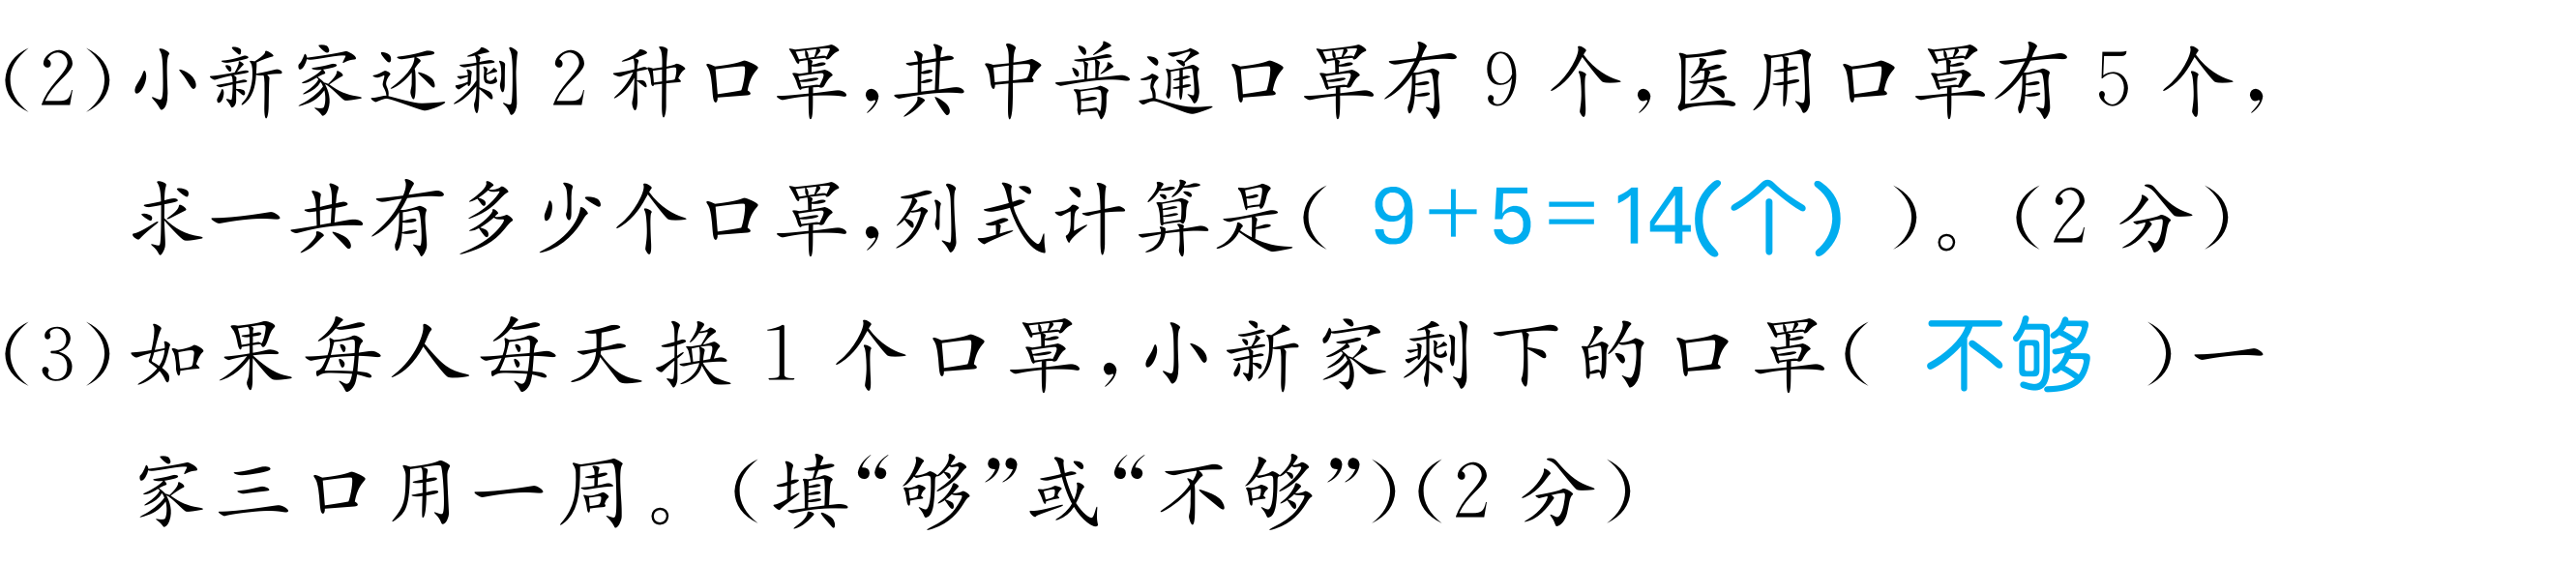 (2)小新家还剩 2 种口罩,其中普通口罩有 9 个,医用口罩有 5 个,
求一共有多少个口罩,列式计算是( 9+5=14(个) )。(2 分)
(3)如果每人每天换 1 个口罩,小新家剩下的口罩( 不够 )一
家三口用一周。(填“够”或“不够”)(2 分)